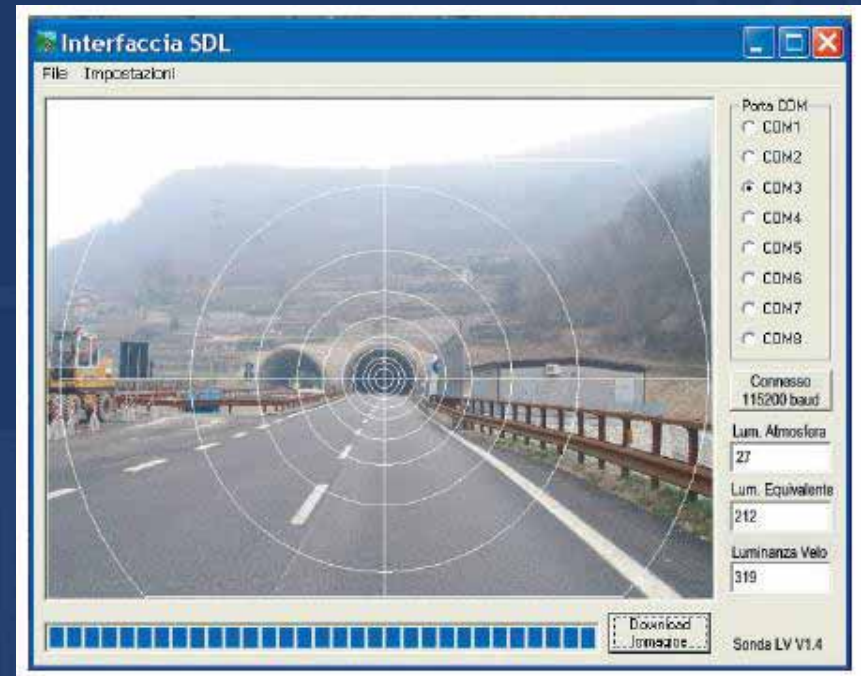 Interfaccia SDL
File Impostazioni
Porta COM
COM1
COM2
COM3
COM4
COM5
COM6
COM7
COM8
Connesso
115200 baud
Lum. Atmosfera
27
Lum. Equivalente
212
Luminanza Velo
319
Download
Immagine
Sonda LV V1.4